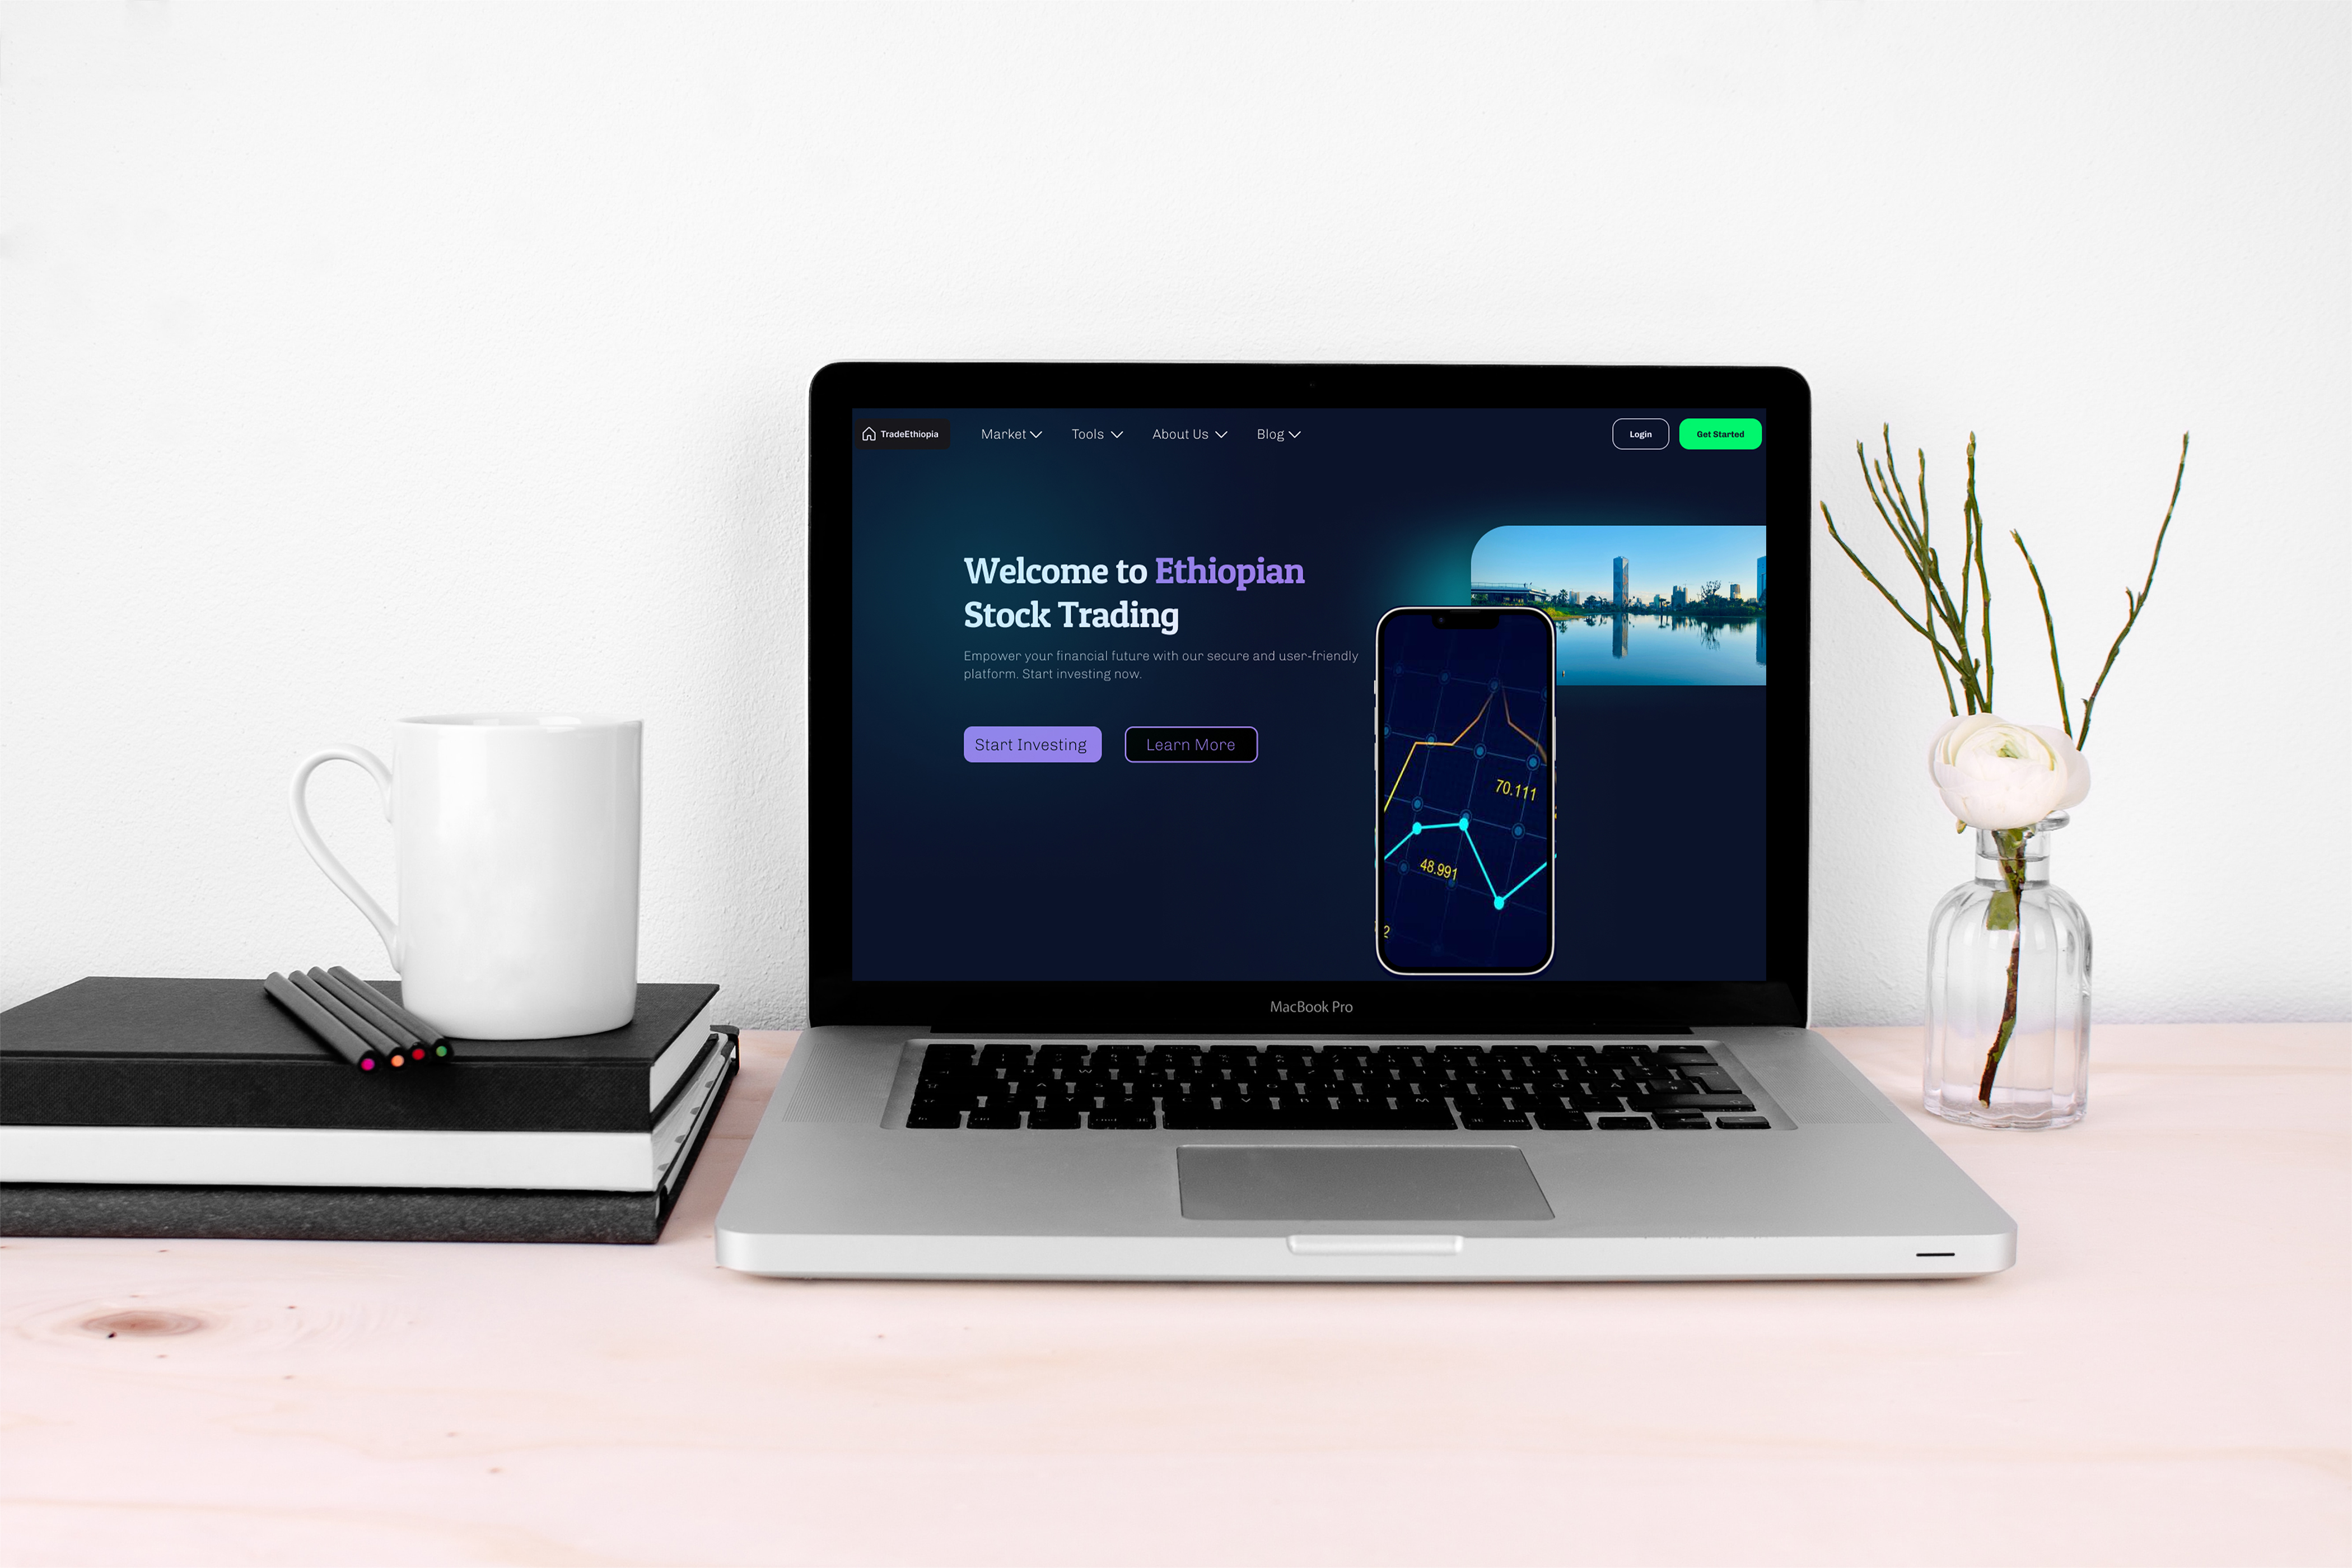 TradeEthiopia
Market
Tools
About Us
Blog
Login
Get Started
Welcome to Ethiopian
Stock Trading
Empower your financial future with our secure and user-friendly
platform. Start investing now.
Start Investing
Learn More
70.111
48.991
2
MacBook Pro